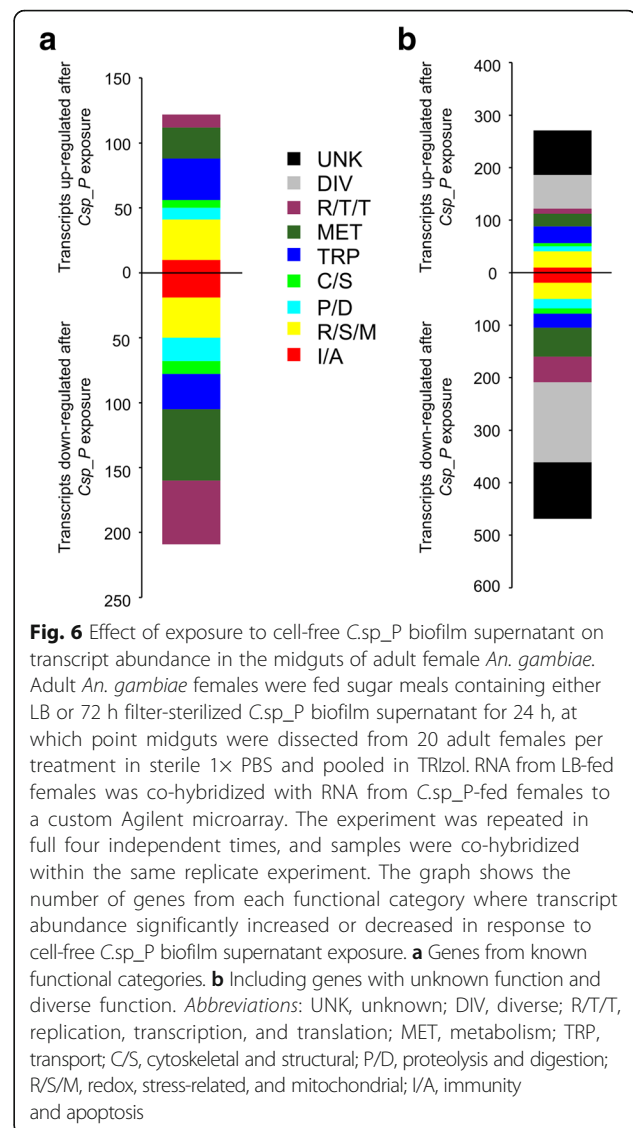 a
b
Transcripts up-regulated after
Csp_P exposure
Transcripts down-regulated after
Csp_P exposure
150
100
50
0
50
100
150
200
250
UNK
DIV
R/T/T
MET
TRP
C/S
P/D
R/S/M
I/A
Transcripts up-regulated after
Csp_P exposure
Transcripts down-regulated after
Csp_P exposure
400
300
200
100
0
100
200
300
400
500
600
Fig. 6 Effect of exposure to cell-free C.sp_P biofilm supernatant on
transcript abundance in the midguts of adult female An. gambiae.
Adult An. gambiae females were fed sugar meals containing either
LB or 72 h filter-sterilized C.sp_P biofilm supernatant for 24 h, at
which point midguts were dissected from 20 adult females per
treatment in sterile 1× PBS and pooled in TRIzol. RNA from LB-fed
females was co-hybridized with RNA from C.sp_P-fed females to
a custom Agilent microarray. The experiment was repeated in
full four independent times, and samples were co-hybridized
within the same replicate experiment. The graph shows the
number of genes from each functional category where transcript
abundance significantly increased or decreased in response to
cell-free C.sp_P biofilm supernatant exposure. a Genes from known
functional categories. b Including genes with unknown function and
diverse function. Abbreviations: UNK, unknown; DIV, diverse; R/T/T,
replication, transcription, and translation; MET, metabolism; TRP,
transport; C/S, cytoskeletal and structural; P/D, proteolysis and digestion;
R/S/M, redox, stress-related, and mitochondrial; I/A, immunity
and apoptosis